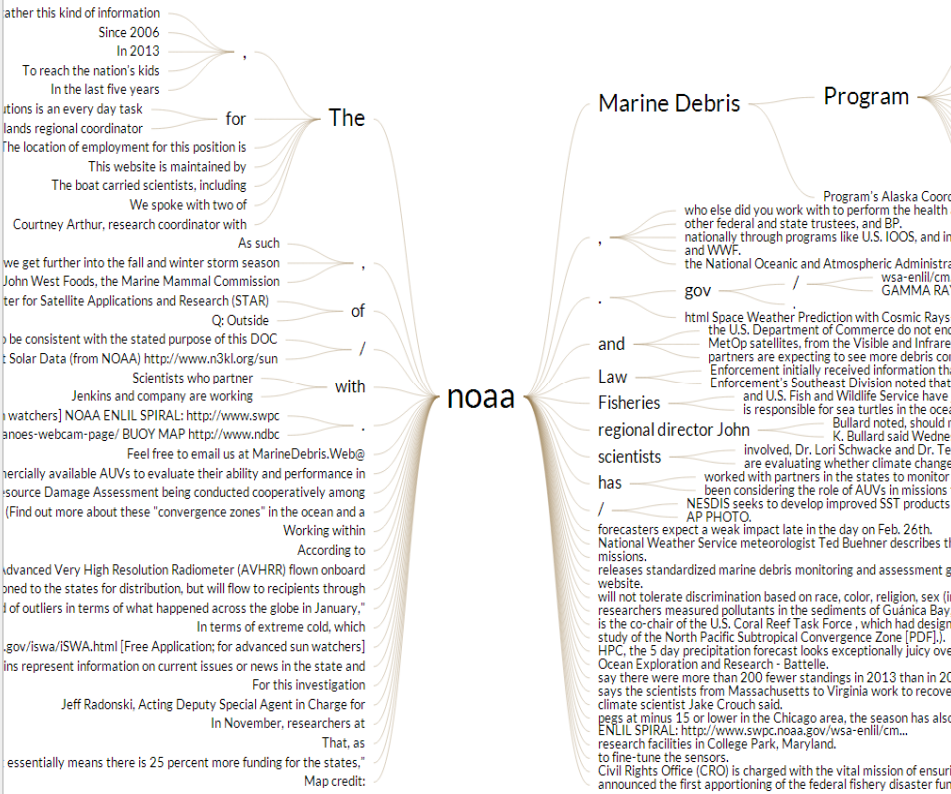 ather this kind of information
Since 2006
In 2013
To reach the nation's kids
In the last five years
,
tions is an every day task
lands regional coordinator
for
The location of employment for this position is
This website is maintained by
The boat carried scientists, including
We spoke with two of
Courtney Arthur, research coordinator with
The
As such
we get further into the fall and winter storm season
John West Foods, the Marine Mammal Commission
,
ter for Satellite Applications and Research (STAR)
Q: Outside
of
be consistent with the stated purpose of this DOC
t Solar Data (from NOAA) http://www.n3kl.org/sun
/
Scientists who partner
Jenkins and company are working
with
watchers] NOAA ENLIL SPIRAL: http://www.swpc
anoes-webcam-page/ BUOY MAP http://www.ndbc
.
Feel free to email us at MarineDebris.Web@
mercially available AUVs to evaluate their ability and performance in
esource Damage Assessment being conducted cooperatively among
(Find out more about these "convergence zones" in the ocean and a
Working within
According to
Advanced Very High Resolution Radiometer (AVHRR) flown onboard
oned to the states for distribution, but will flow to recipients through
d of outliers in terms of what happened across the globe in January,"
In terms of extreme cold, which
.gov/iswa/iSWA.html [Free Application; for advanced sun watchers]
ins represent information on current issues or news in the state and
For this investigation
Jeff Radonski, Acting Deputy Special Agent in Charge for
In November, researchers at
That, as
essentially means there is 25 percent more funding for the states,"
Map credit:
noaa
Marine Debris
Program
Program's Alaska Coord
,
who else did you work with to perform the health
other federal and state trustees, and BP.
nationally through programs like U.S. IOOS, and in
and WWF.
the National Oceanic and Atmospheric Administra
.
gov
/
wsa-enlil/cm
GAMMA RA
.
html Space Weather Prediction with Cosmic Rays
and
the U.S. Department of Commerce do not end
MetOp satellites, from the Visible and Infrare
partners are expecting to see more debris co
Law
Enforcement initially received information tha
Enforcement's Southeast Division noted that
Fisheries
and U.S. Fish and Wildlife Service have
is responsible for sea turtles in the ocea
regional director John
Bullard noted, should
K. Bullard said Wedne
scientists
involved, Dr. Lori Schwacke and Dr. Te
are evaluating whether climate change
has
worked with partners in the states to monitor
been considering the role of AUVs in missions
/
NESDIS seeks to develop improved SST products
AP PHOTO.
forecasters expect a weak impact late in the day on Feb. 26th.
National Weather Service meteorologist Ted Buehner describes th
missions.
releases standardized marine debris monitoring and assessment g
website.
will not tolerate discrimination based on race, color, religion, sex (i
researchers measured pollutants in the sediments of Guánica Bay
is the co-chair of the U.S. Coral Reef Task Force , which had design
study of the North Pacific Subtropical Convergence Zone [PDF].).
HPC, the 5 day precipitation forecast looks exceptionally juicy ove
Ocean Exploration and Research - Battelle.
say there were more than 200 fewer standings in 2013 than in 20
says the scientists from Massachusetts to Virginia work to recove
climate scientist Jake Crouch said.
pegs at minus 15 or lower in the Chicago area, the season has also
ENLIL SPIRAL: http://www.swpc.noaa.gov/wsa-enlil/cm...
research facilities in College Park, Maryland.
to fine-tune the sensors.
Civil Rights Office (CRO) is charged with the vital mission of ensuri
announced the first apportioning of the federal fishery disaster fun